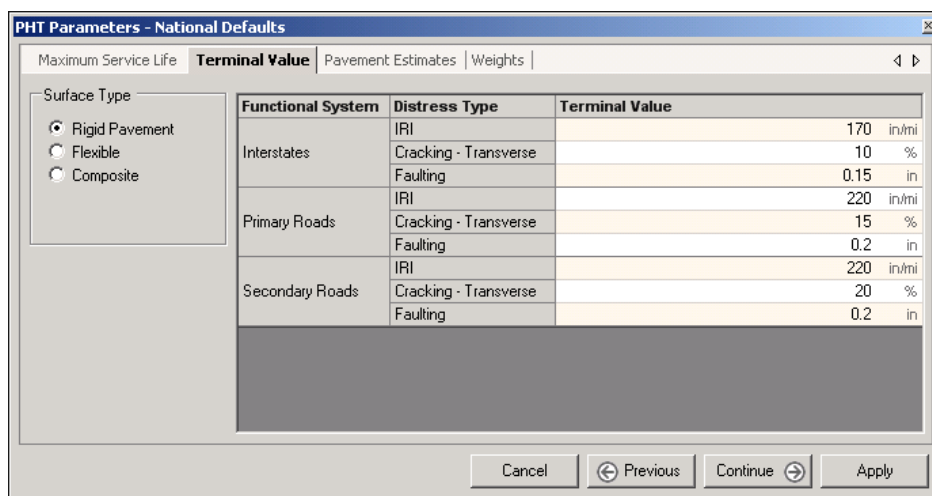 PHT Parameters - National Defaults
Maximum Service Life Terminal Value Pavement Estimates Weights
Surface Type
Rigid Pavement
Flexible
Composite
Functional System Distress Type Terminal Value
Interstates
IRI 170 in/mi
Cracking - Transverse 10 %
Faulting 0.15 in
Primary Roads
IRI 220 in/mi
Cracking - Transverse 15 %
Faulting 0.2 in
Secondary Roads
IRI 220 in/mi
Cracking - Transverse 20 %
Faulting 0.2 in
Cancel Previous Continue Apply